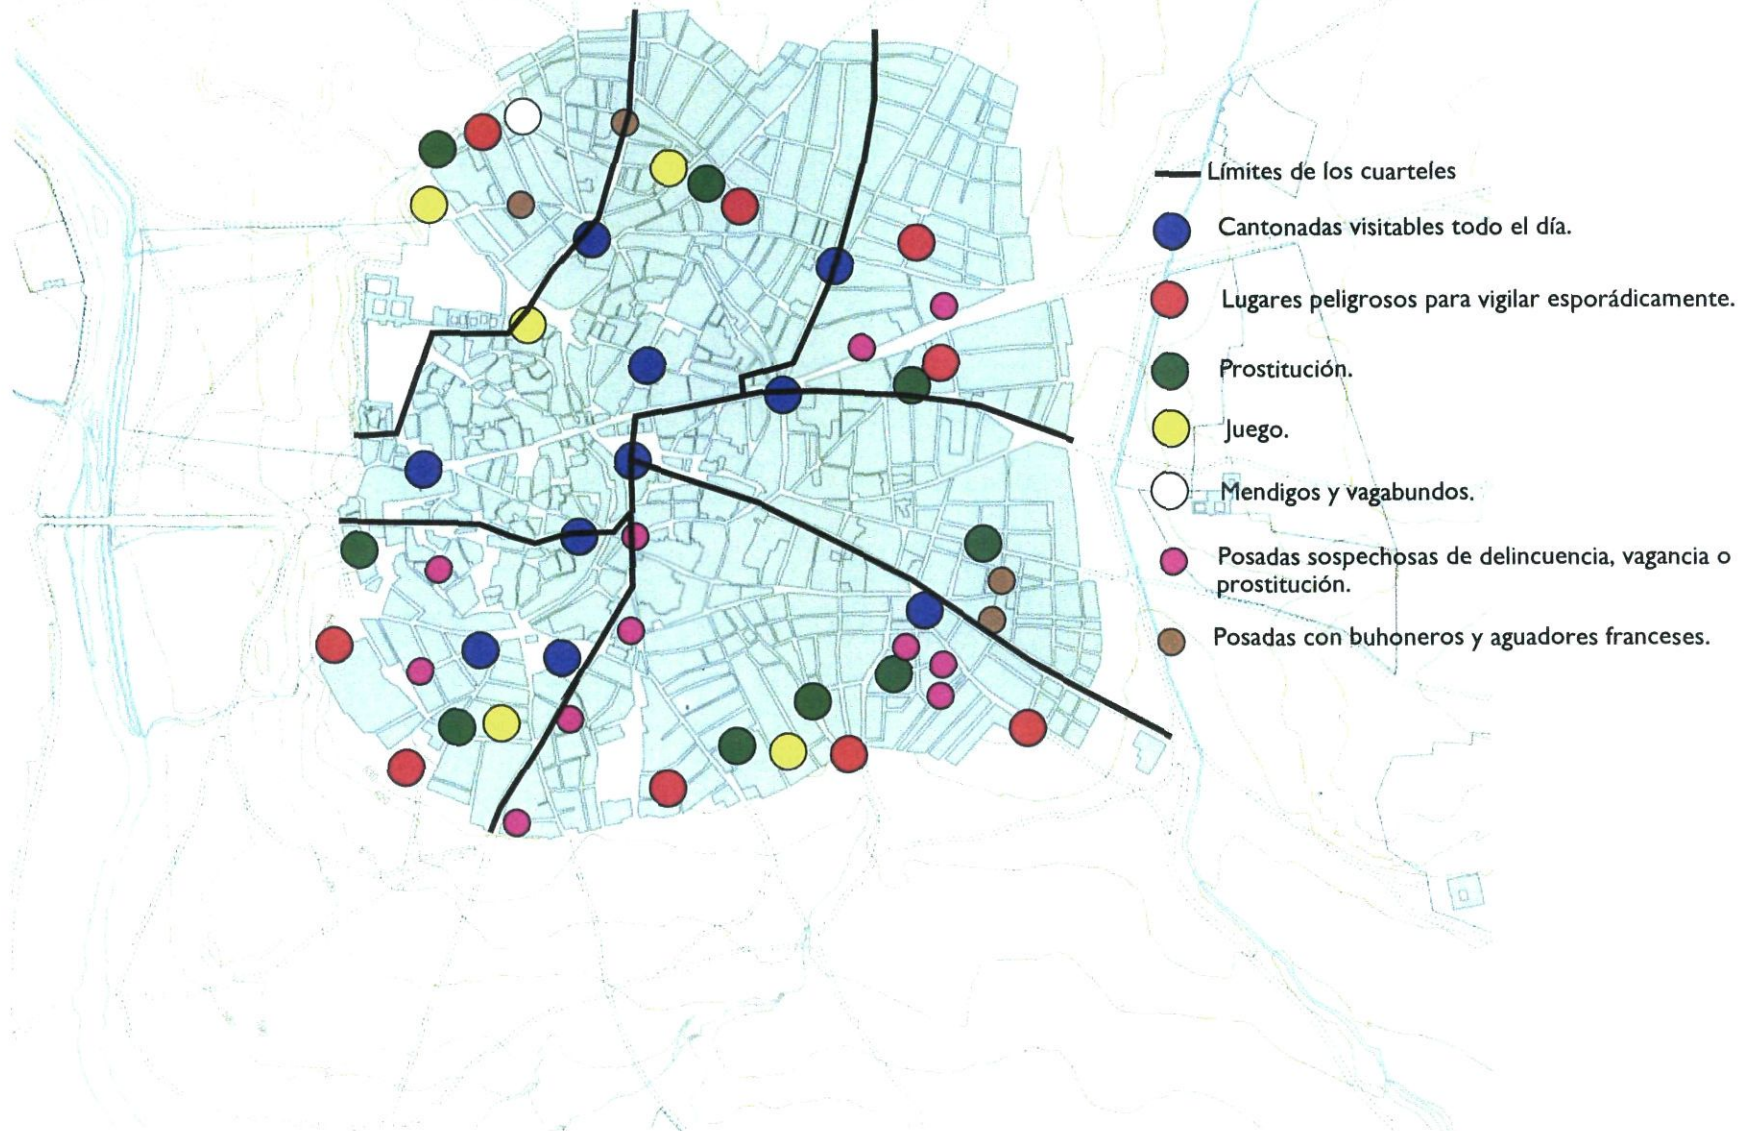 Límites de los cuarteles
Cantonadas visitables todo el día.
Lugares peligrosos para vigilar esporádicamente.
Prostitución.
Juego.
Mendigos y vagabundos.
Posadas sospechosas de delincuencia, vagancia o
prostitución.
Posadas con buhoneros y aguadores franceses.